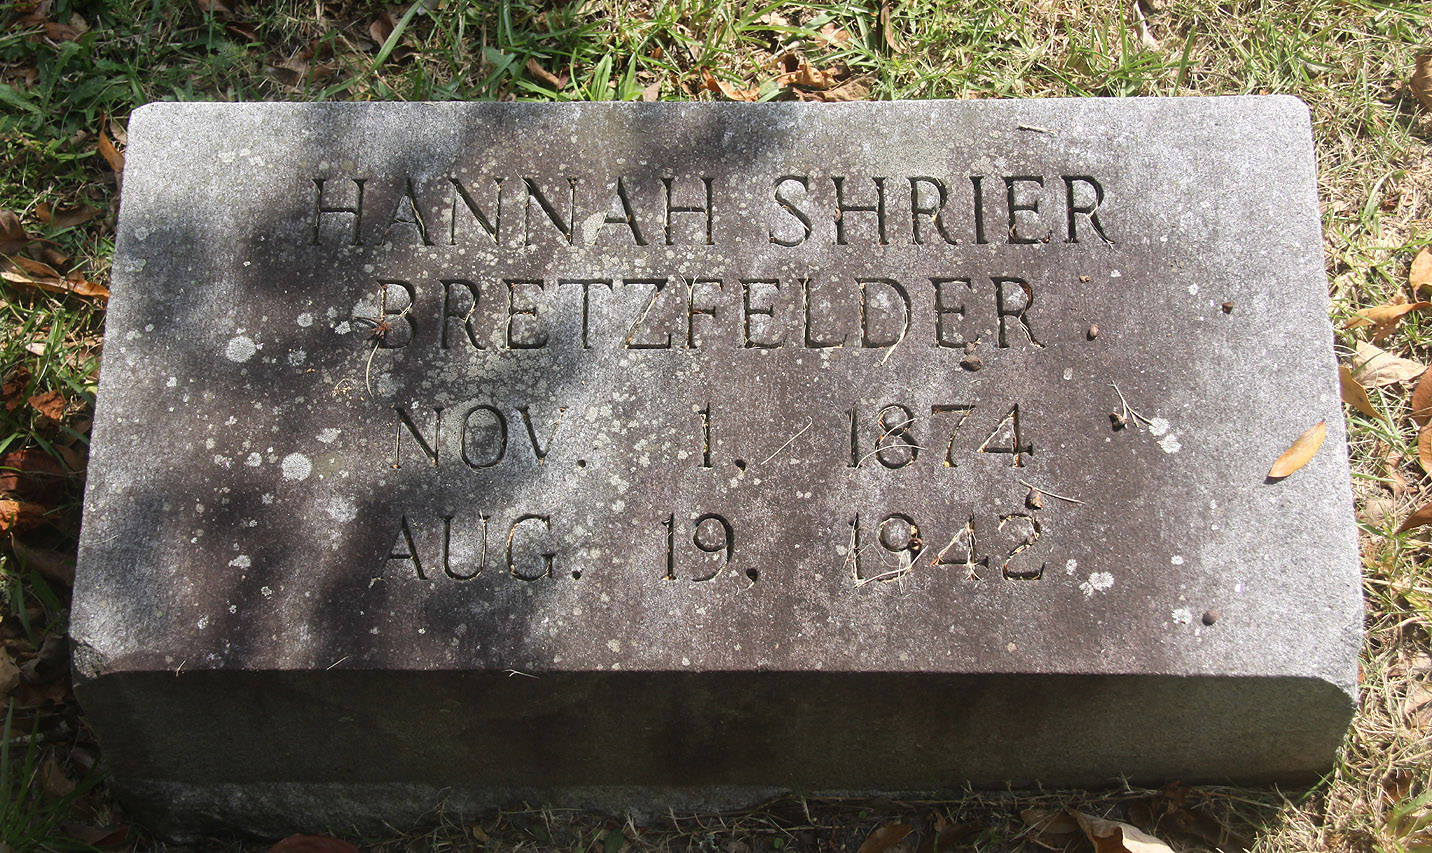 HANNAH SHRIER
BRETZFELDER
NOV. 1, 1874
AUG. 19, 1942